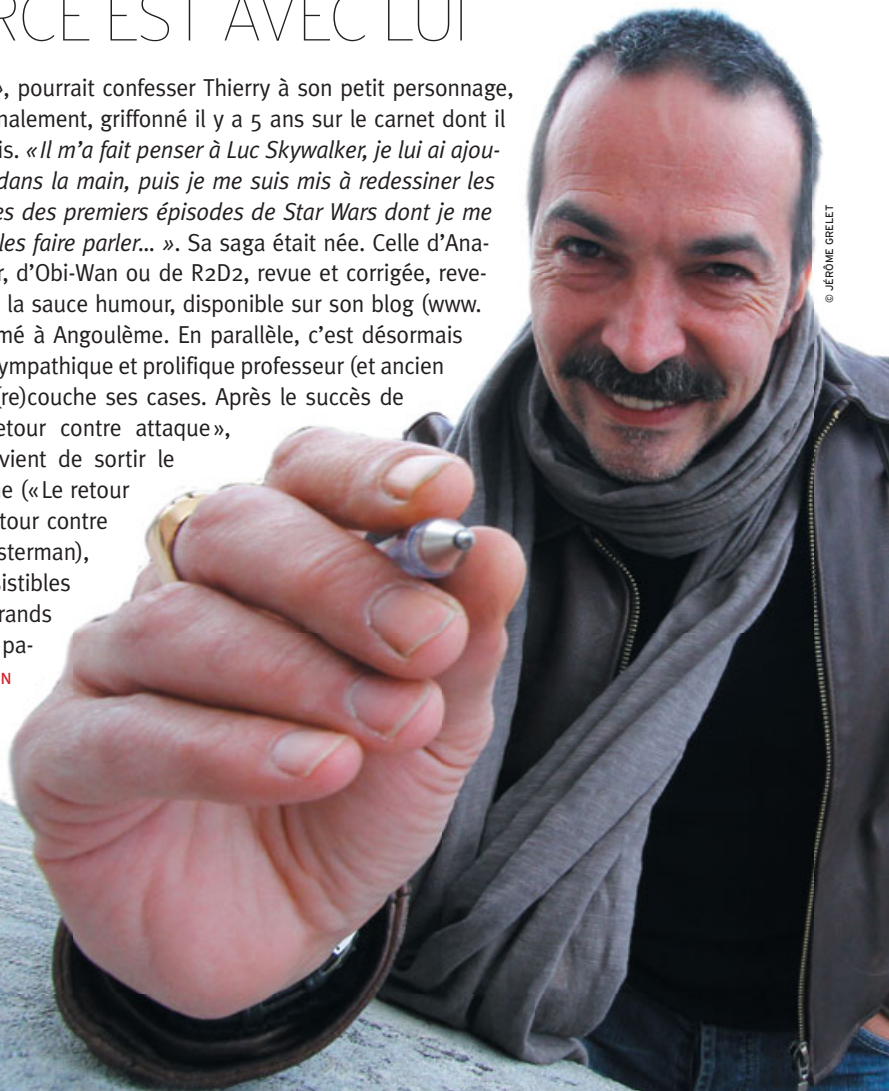 RCE EST AVEC LUI
», pourrait confesser Thierry à son petit personnage,
nalement, griffonné il y a 5 ans sur le carnet dont il
is. «Il m'a fait penser à Luc Skywalker, je lui ai ajou-
dans la main, puis je me suis mis à redessiner les
es des premiers épisodes de Star Wars dont je me
les faire parler... ». Sa saga était née. Celle d'Ana-
r, d'Obi-Wan ou de R2D2, revue et corrigée, reve-
la sauce humour, disponible sur son blog (www.
mé à Angoulème. En parallèle, c'est désormais
ympathique et prolifique professeur (et ancien
(re)couche ses cases. Après le succès de
etour contre attaque»,
vient de sortir le
e («Le retour
tour contre
sterman),
sistibles
rands
pa-
N
© JÉRÔME GRELET